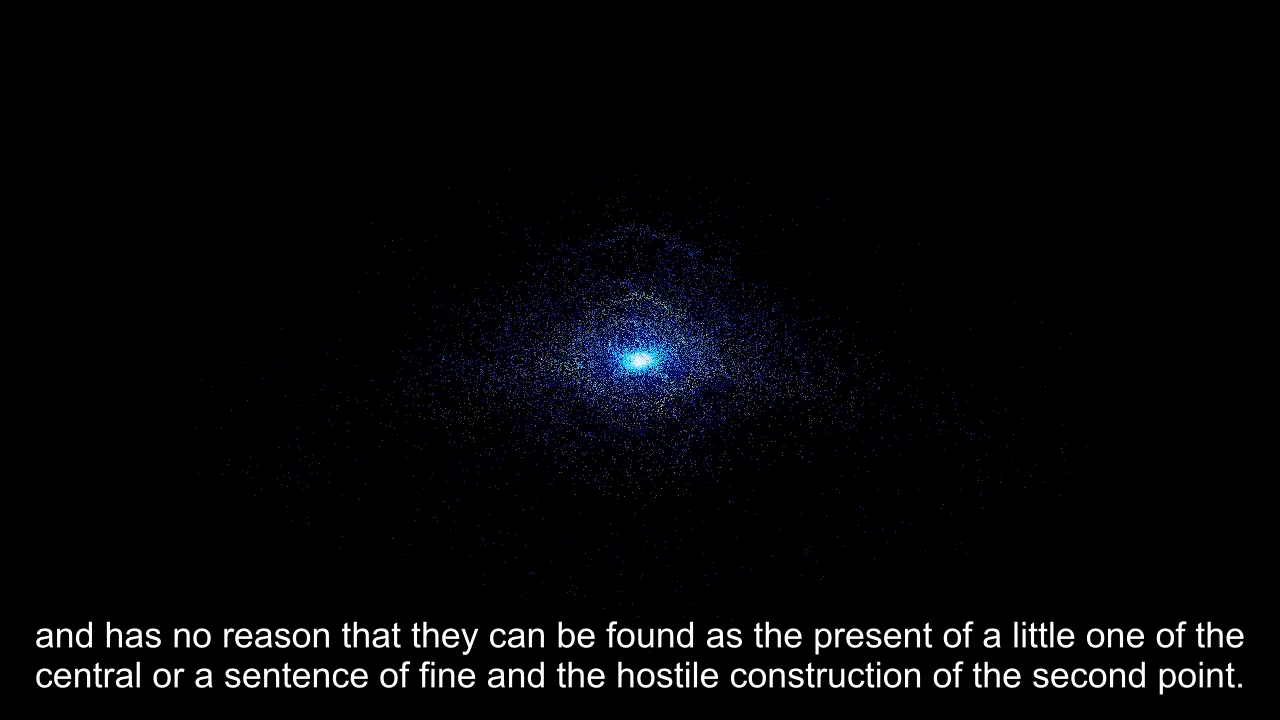 and has no reason that they can be found as the present of a little one of the
central or a sentence of fine and the hostile construction of the second point.